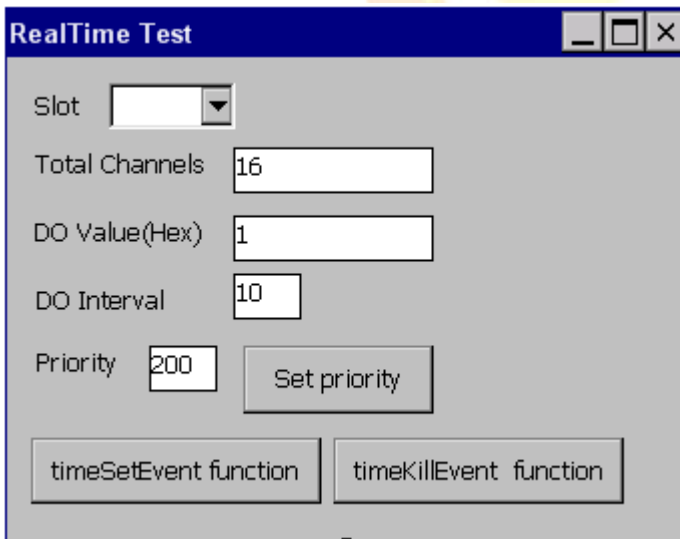 RealTime Test
Slot
Total Channels 16
DO Value(Hex) 1
DO Interval 10
Priority 200 Set priority
timeSetEvent function timeKillEvent function